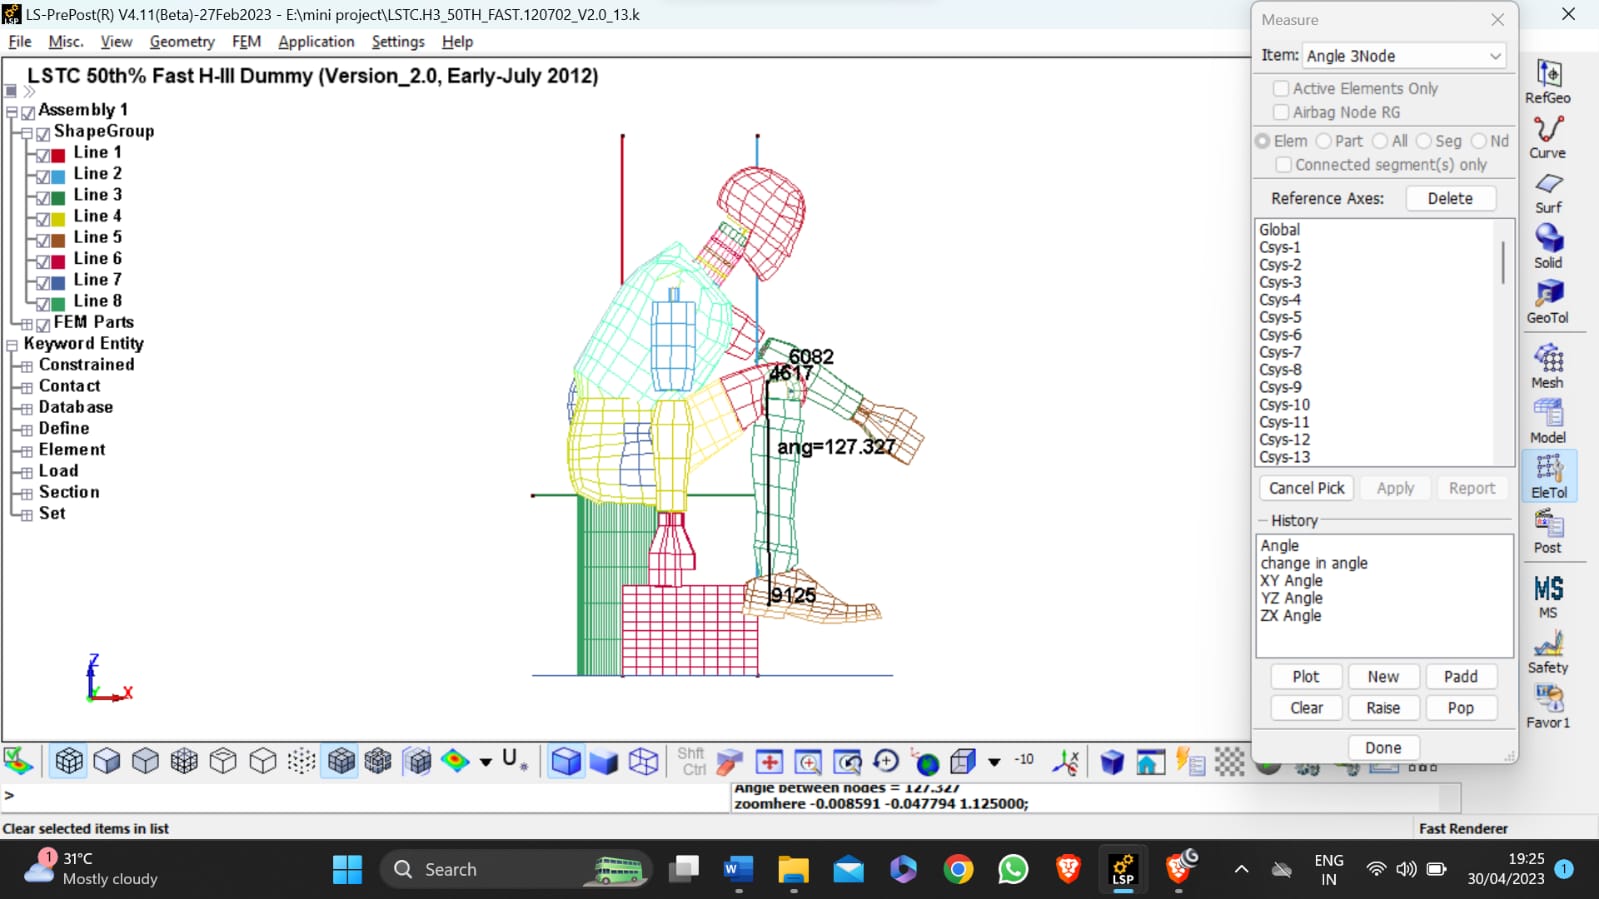 LS-PrePost(R) V4.11(Beta)-27Feb2023 - E:\mini project\LSTC.H3_50TH_FAST.120702_V2.0_13.k
File Misc. View Geometry FEM Application Settings Help
LSTC 50th% Fast H-III Dummy (Version_2.0, Early-July 2012)
Assembly 1
ShapeGroup
Line 1
Line 2
Line 3
Line 4
Line 5
Line 6
Line 7
Line 8
FEM Parts
Keyword Entity
Constrained
Contact
Database
Define
Element
Load
Section
Set
6082
4617
ang=127.327
9125
Z
Y
X
Measure
Item: Angle 3Node
Active Elements Only
Airbag Node RG
Elem Part All Seg Nd
Connected segment(s) only
Reference Axes: Delete
Global
Csys-1
Csys-2
Csys-3
Csys-4
Csys-5
Csys-6
Csys-7
Csys-8
Csys-9
Csys-10
Csys-11
Csys-12
Csys-13
Cancel Pick Apply Report
History
Angle
change in angle
XY Angle
YZ Angle
ZX Angle
Plot New Padd
Clear Raise Pop
Done
RefGeo
Curve
Surf
Solid
GeoTol
Mesh
Model
EleTol
Post
MS
MS
Safety
Favor1
Shft
Ctrl
-10
>
Angle between nodes = 127.327
zoomhere -0.008591 -0.047794 1.125000;
Clear selected items in list
Fast Renderer
1
31°C
Mostly cloudy
Search
LSP
ENG
IN
19:25
30/04/2023
1